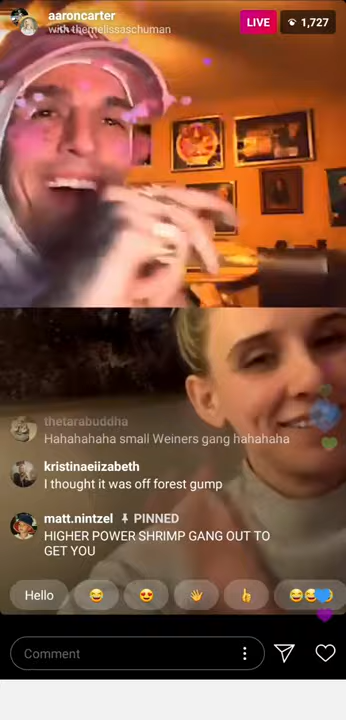 aaroncarter
with themelissaschuman
LIVE
1,727
thetarabuddha
Hahahahaha small Weiners gang hahahaha
kristinaeiizabeth
I thought it was off forest gump
matt.nintzel PINNED
HIGHER POWER SHRIMP GANG OUT TO
GET YOU
Hello
Comment